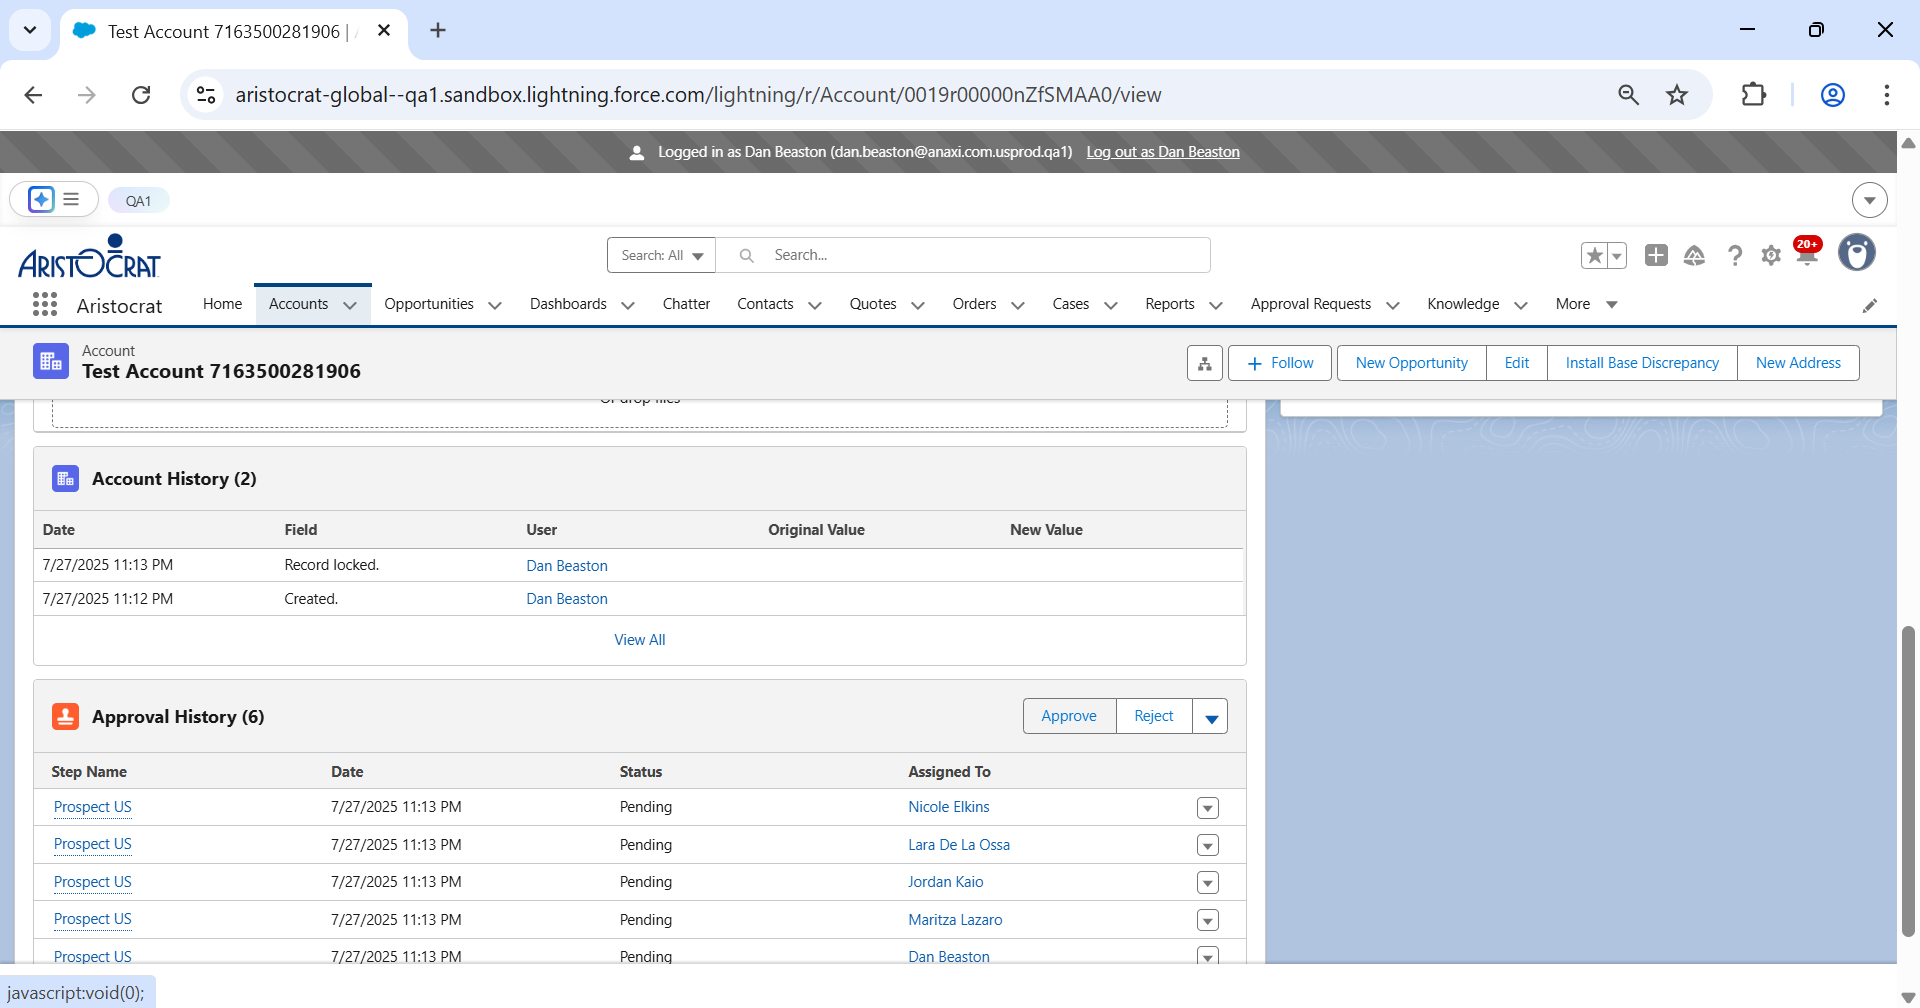 Test Account 7163500281906 |
aristocrat-global--qa1.sandbox.lightning.force.com/lightning/r/Account/0019r00000nZfSMAA0/view
Logged in as Dan Beaston (dan.beaston@anaxi.com.usprod.qa1) Log out as Dan Beaston
QA1
ARISTOCRAT
Search: All
Search...
20+
Aristocrat
Home
Accounts
Opportunities
Dashboards
Chatter
Contacts
Quotes
Orders
Cases
Reports
Approval Requests
Knowledge
More
Account
Test Account 7163500281906
Follow
New Opportunity
Edit
Install Base Discrepancy
New Address
Or drop files
Account History (2)
Date Field User Original Value New Value
7/27/2025 11:13 PM Record locked. Dan Beaston
7/27/2025 11:12 PM Created. Dan Beaston
View All
Approval History (6)
Approve
Reject
Step Name Date Status Assigned To
Prospect US 7/27/2025 11:13 PM Pending Nicole Elkins
Prospect US 7/27/2025 11:13 PM Pending Lara De La Ossa
Prospect US 7/27/2025 11:13 PM Pending Jordan Kaio
Prospect US 7/27/2025 11:13 PM Pending Maritza Lazaro
Prospect US 7/27/2025 11:13 PM Pending Dan Beaston
javascript:void(0);